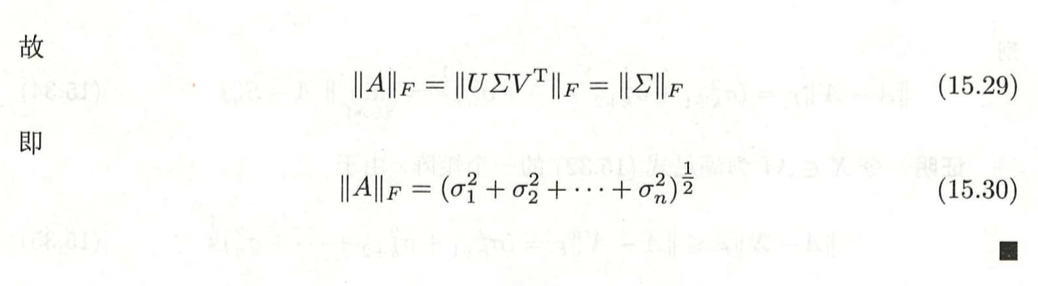 故
‖A‖_F = ‖UΣV^T‖_F = ‖Σ‖_F (15.29)
即
‖A‖_F = (σ_1^2 + σ_2^2 + ⋯ + σ_n^2)^{1/2} (15.30)
■